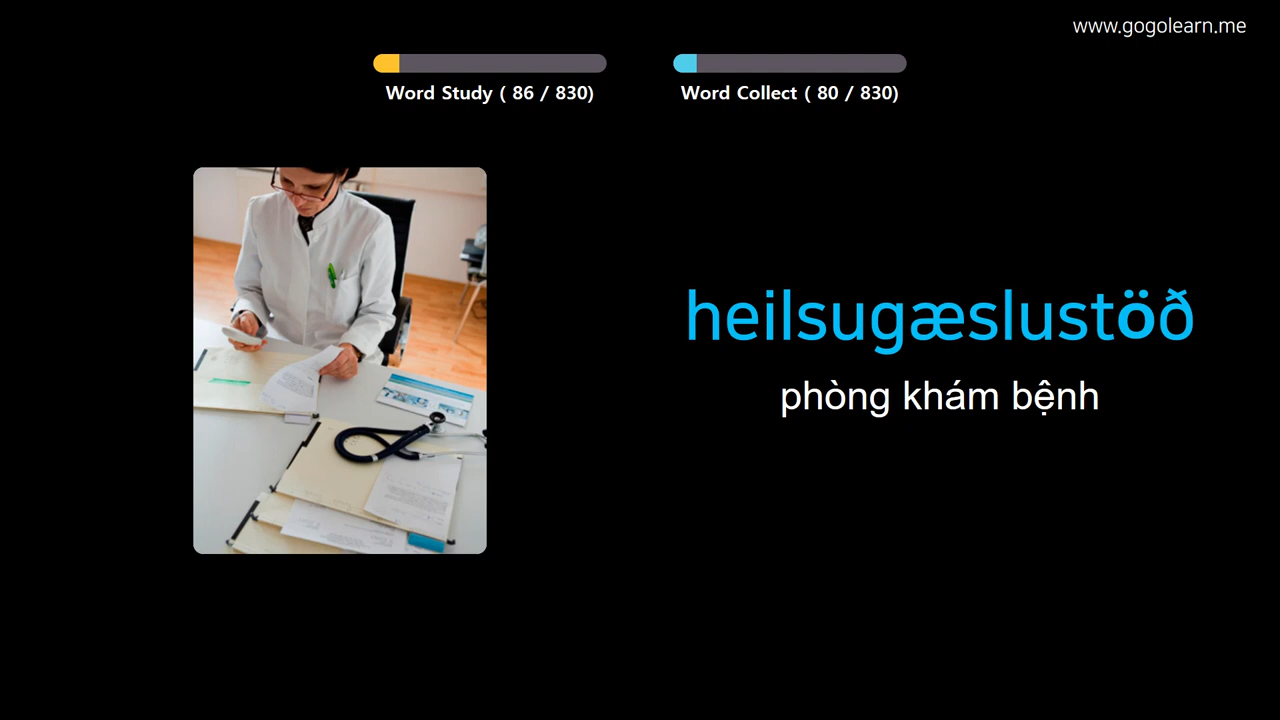 www.gogolearn.me
Word Study ( 86 / 830)
Word Collect ( 80 / 830)
heilsugæslustöð
phòng khám bệnh